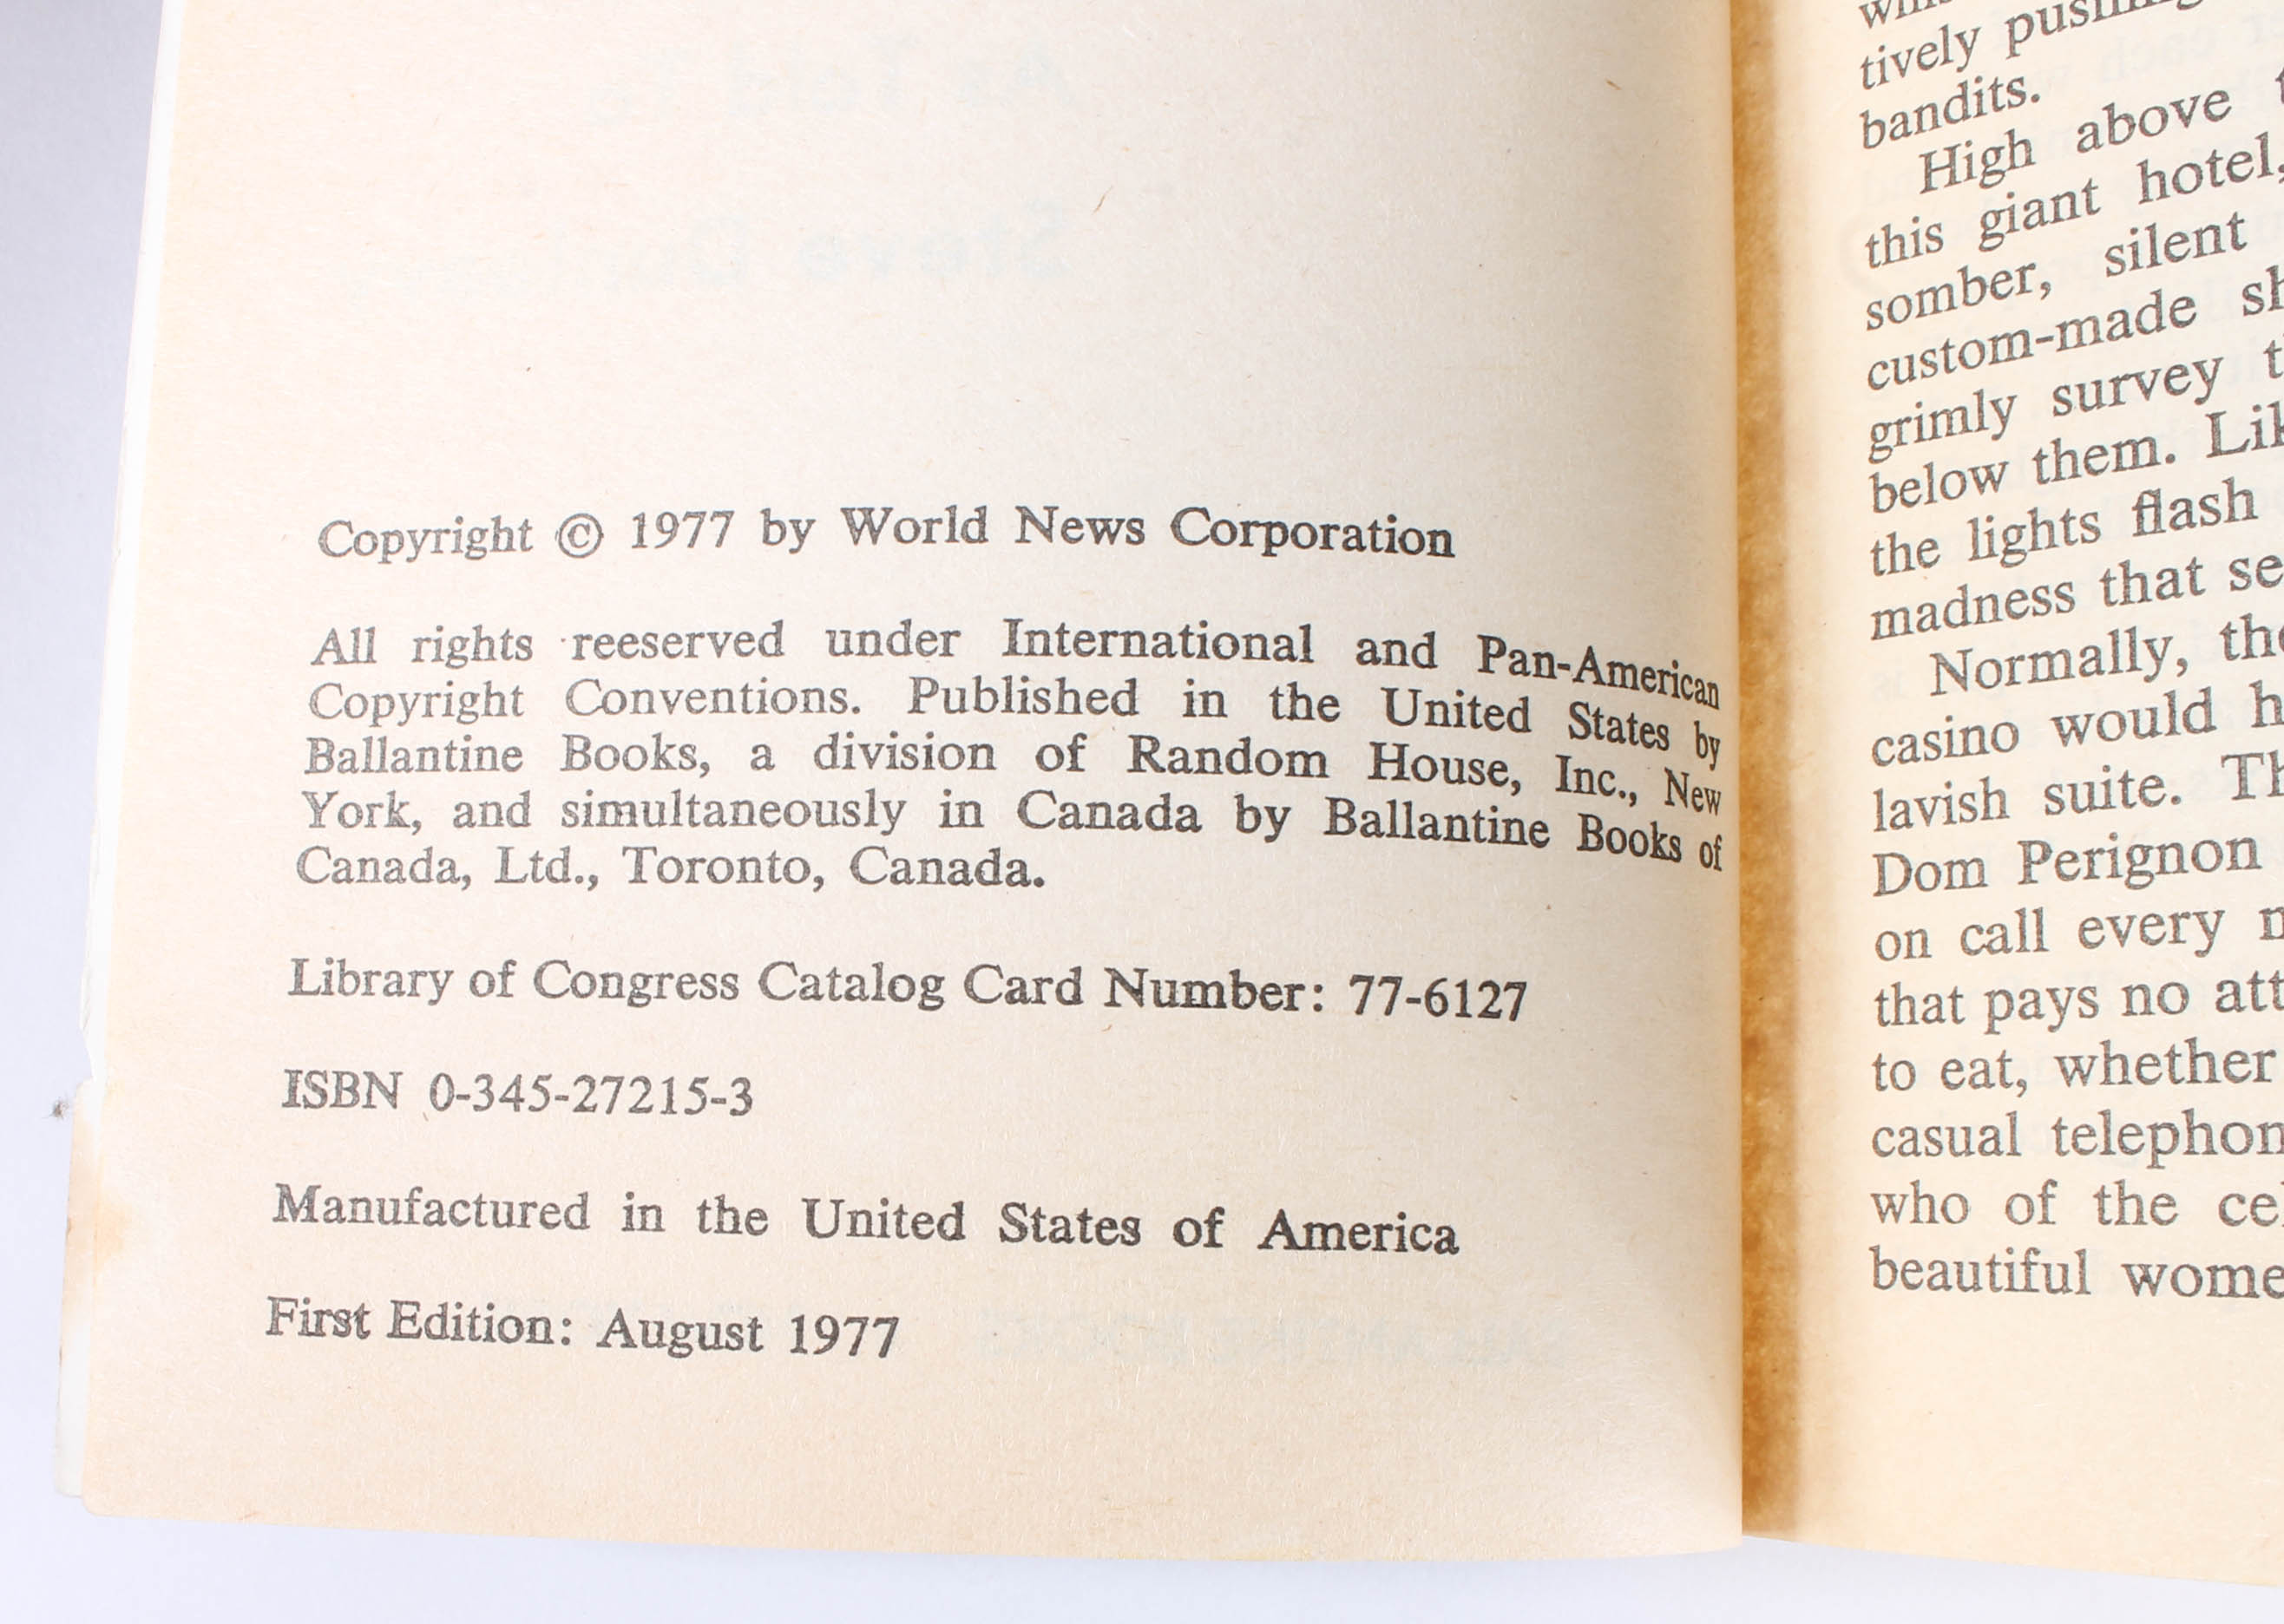 Copyright © 1977 by World News Corporation
All rights reeserved under International and Pan-American
Copyright Conventions. Published in the United States by
Ballantine Books, a division of Random House, Inc., New
York, and simultaneously in Canada by Ballantine Books of
Canada, Ltd., Toronto, Canada.
Library of Congress Catalog Card Number: 77-6127
ISBN 0-345-27215-3
Manufactured in the United States of America
First Edition: August 1977
tively pushing
bandits.
High above
this giant hotel,
somber, silent
custom-made
grimly survey
below them.
the lights flash
madness that
Normally,
casino would
lavish suite.
Dom Perignon
on call every
that pays no
to eat, whether
casual
who of the
beautiful